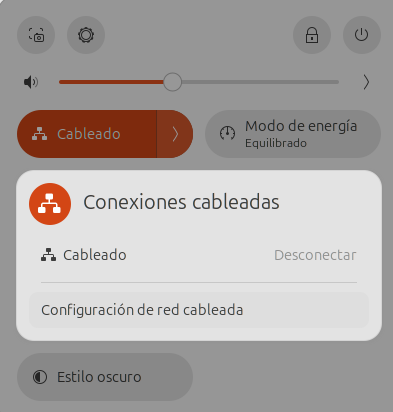 Cableado
Modo de energía
Equilibrado
Conexiones cableadas
Cableado
Desconectar
Configuración de red cableada
Estilo oscuro